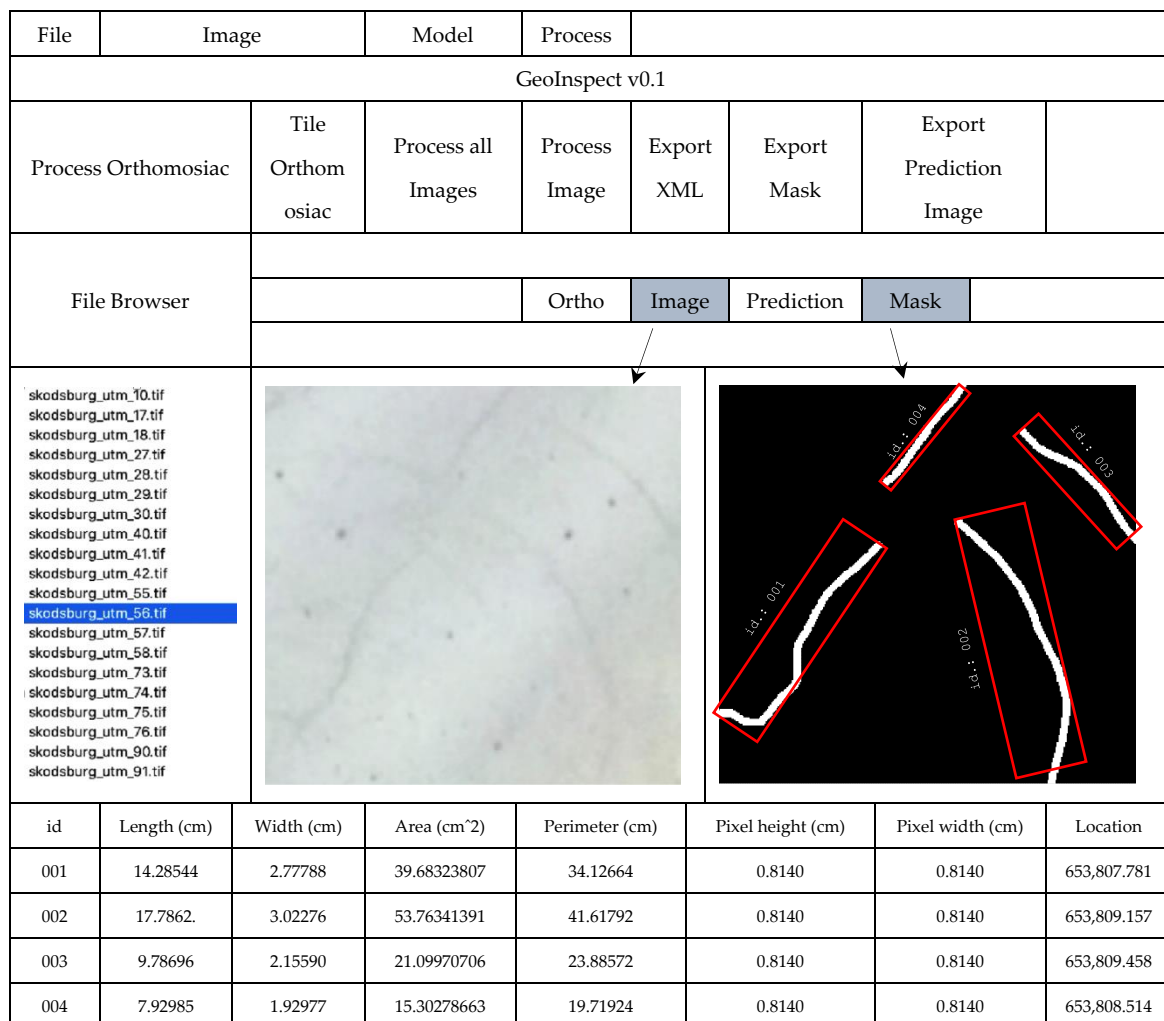 File Image Model Process
GeoInspect v0.1
Process Orthomosiac
Tile
Orthom
osiac
Process all
Images
Process
Image
Export
XML
Export
Mask
Export
Prediction
Image
File Browser
Ortho Image Prediction Mask
skodsburg_utm_10.tif
skodsburg_utm_17.tif
skodsburg_utm_18.tif
skodsburg_utm_27.tif
skodsburg_utm_28.tif
skodsburg_utm_29.tif
skodsburg_utm_30.tif
skodsburg_utm_40.tif
skodsburg_utm_41.tif
skodsburg_utm_42.tif
skodsburg_utm_55.tif
skodsburg_utm_56.tif
skodsburg_utm_57.tif
skodsburg_utm_58.tif
skodsburg_utm_73.tif
skodsburg_utm_74.tif
skodsburg_utm_75.tif
skodsburg_utm_76.tif
skodsburg_utm_90.tif
skodsburg_utm_91.tif
id.: 004
id.: 003
id.: 001
id.: 002
id Length (cm) Width (cm) Area (cm^2) Perimeter (cm) Pixel height (cm) Pixel width (cm) Location
001 14.28544 2.77788 39.68323807 34.12664 0.8140 0.8140 653,807.781
002 17.7862. 3.02276 53.76341391 41.61792 0.8140 0.8140 653,809.157
003 9.78696 2.15590 21.09970706 23.88572 0.8140 0.8140 653,809.458
004 7.92985 1.92977 15.30278663 19.71924 0.8140 0.8140 653,808.514